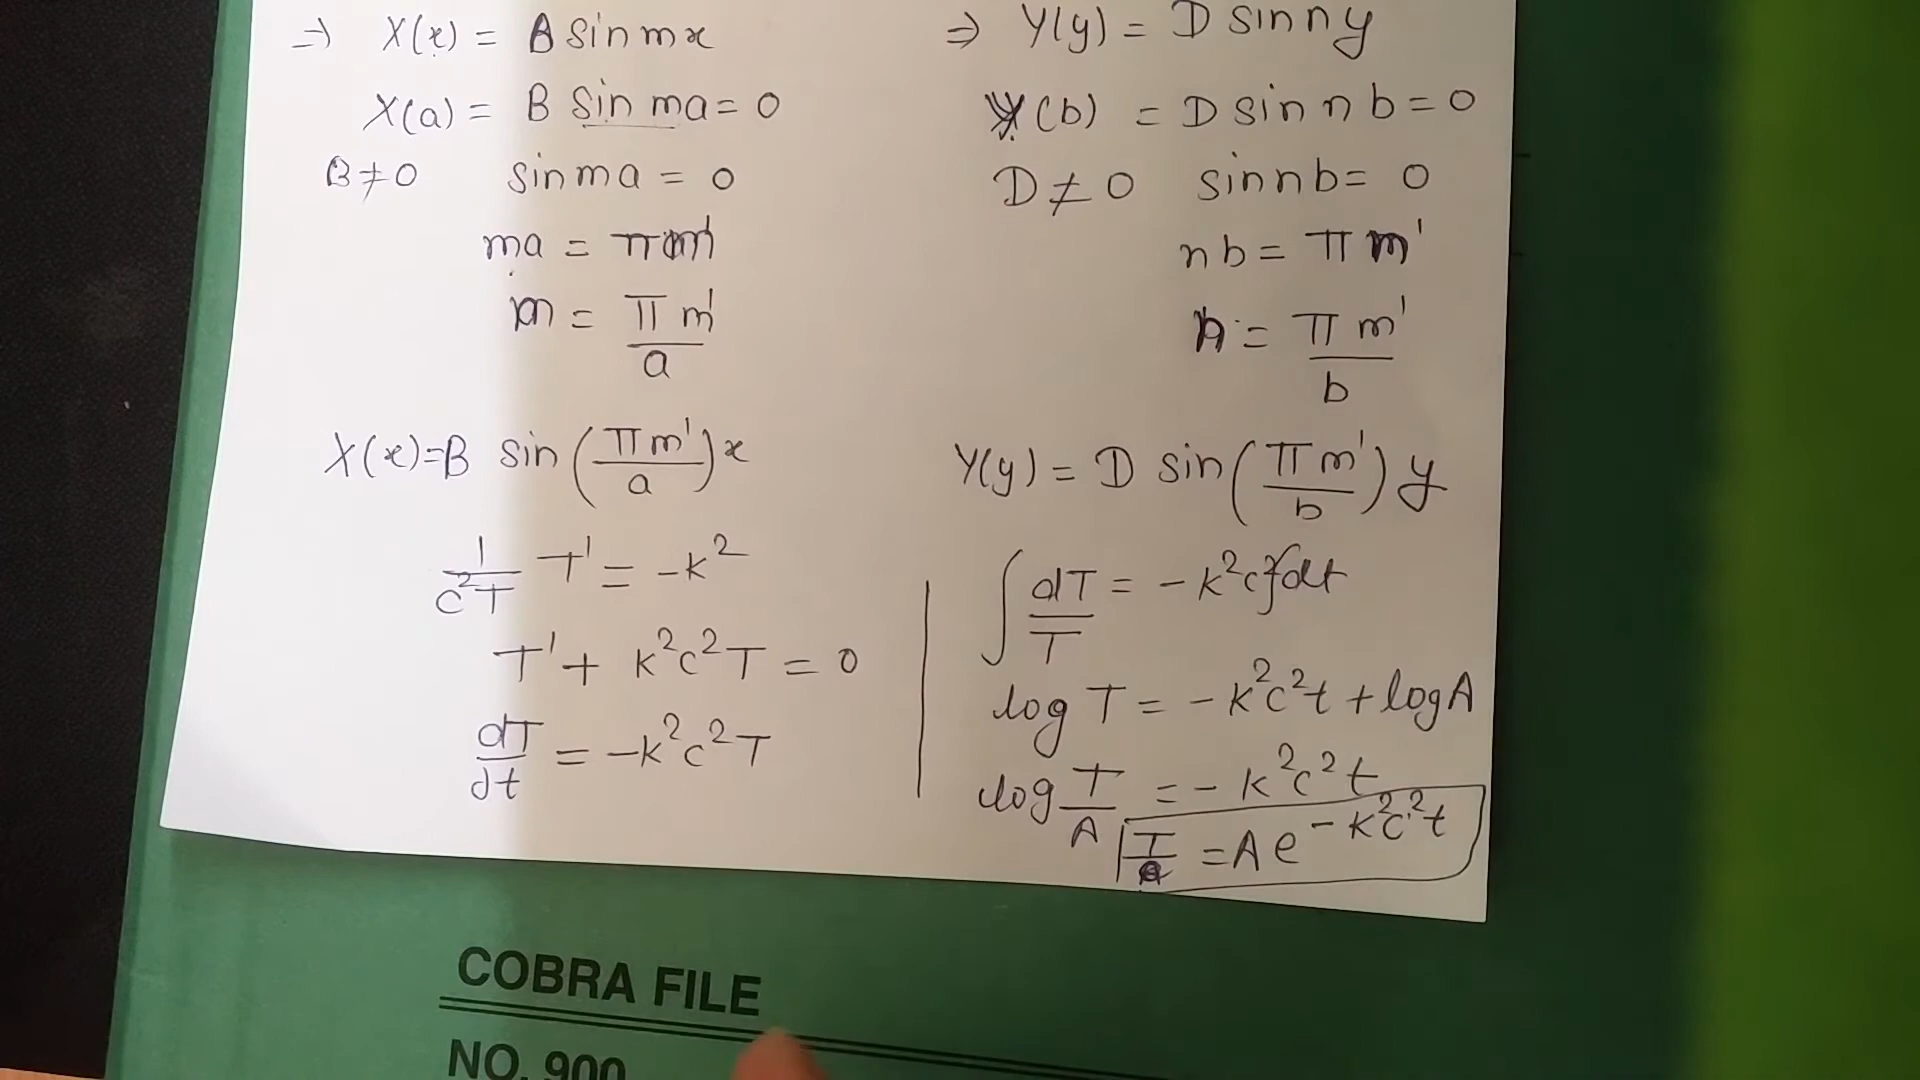 ⇒ X(x) = B sin mx
X(a) = B sin ma = 0
B ≠ 0 sin ma = 0
ma = πm'
m = πm'/a
X(x) = B sin(πm'/a)x
1/c²T T' = -k²
T' + k²c²T = 0
dT/dt = -k²c²T
⇒ Y(y) = D sin ny
Y(b) = D sin nb = 0
D ≠ 0 sin nb = 0
nb = πm'
n = πm'/b
Y(y) = D sin(πm'/b)y
∫dT/T = -k²c²∫dt
log T = -k²c²t + log A
log T/A = -k²c²t
T = Ae^-k²c²t
COBRA FILE
NO. 900